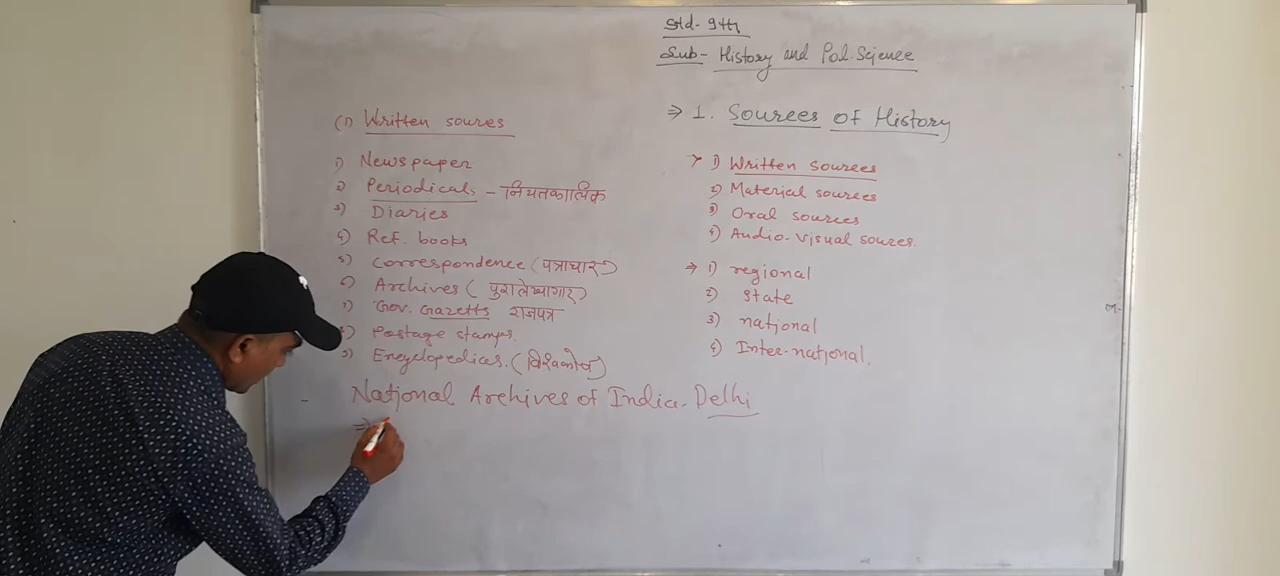 Std- 9th
Sub- History and Pol. Science
⇒ 1. Sources of History
(1) Written soures
1) Newspaper
2) Periodicals - नियतकालिक
3) Diaries
4) Ref. books
5) Correspondence (पत्राचार)
6) Archives (पुरालेखागार)
7) Gov. Gazetts राजपत्र
8) Postage stamps.
9) Encyclopedices. (विश्वकोष)
National Archives of India- Delhi
⇒
1) Written sources
2) Material sources
3) Oral sources
4) Audio-Visual soures.
⇒ 1) regional
2) state
3) national
4) Inter-national.